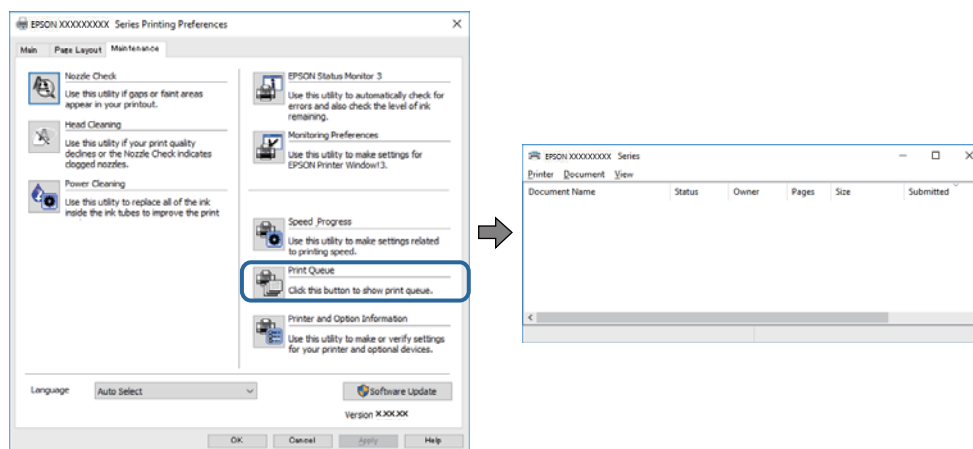 EPSON XXXXXXXXX Series Printing Preferences
Main Page Layout Maintenance
Nozzle Check
Use this utility if gaps or faint areas
appear in your printout.
Head Cleaning
Use this utility if your print quality
declines or the Nozzle Check indicates
clogged nozzles.
Power Cleaning
Use this utility to replace all of the ink
inside the ink tubes to improve the print
EPSON Status Monitor 3
Use this utility to automatically check for
errors and also check the level of ink
remaining.
Monitoring Preferences
Use this utility to make settings for
EPSON Printer Window!3.
Speed Progress
Use this utility to make settings related
to printing speed.
Print Queue
Click this button to show print queue.
Printer and Option Information
Use this utility to make or verify settings
for your printer and optional devices.
Language Auto Select
Software Update
Version X.XX.XX
OK Cancel Apply Help
EPSON XXXXXXXXX Series
Printer Document View
Document Name Status Owner Pages Size Submitted